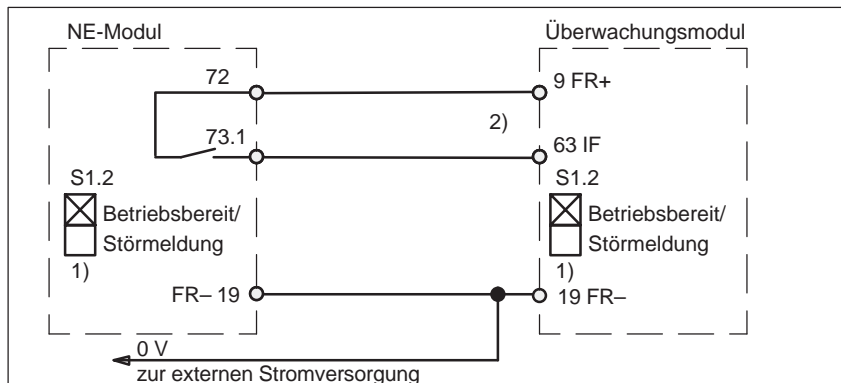 NE-Modul
Überwachungsmodul
72
9 FR+
2)
73.1
63 IF
S1.2
Betriebsbereit/
Störmeldung
1)
S1.2
Betriebsbereit/
Störmeldung
1)
FR– 19
19 FR–
0 V
zur externen Stromversorgung